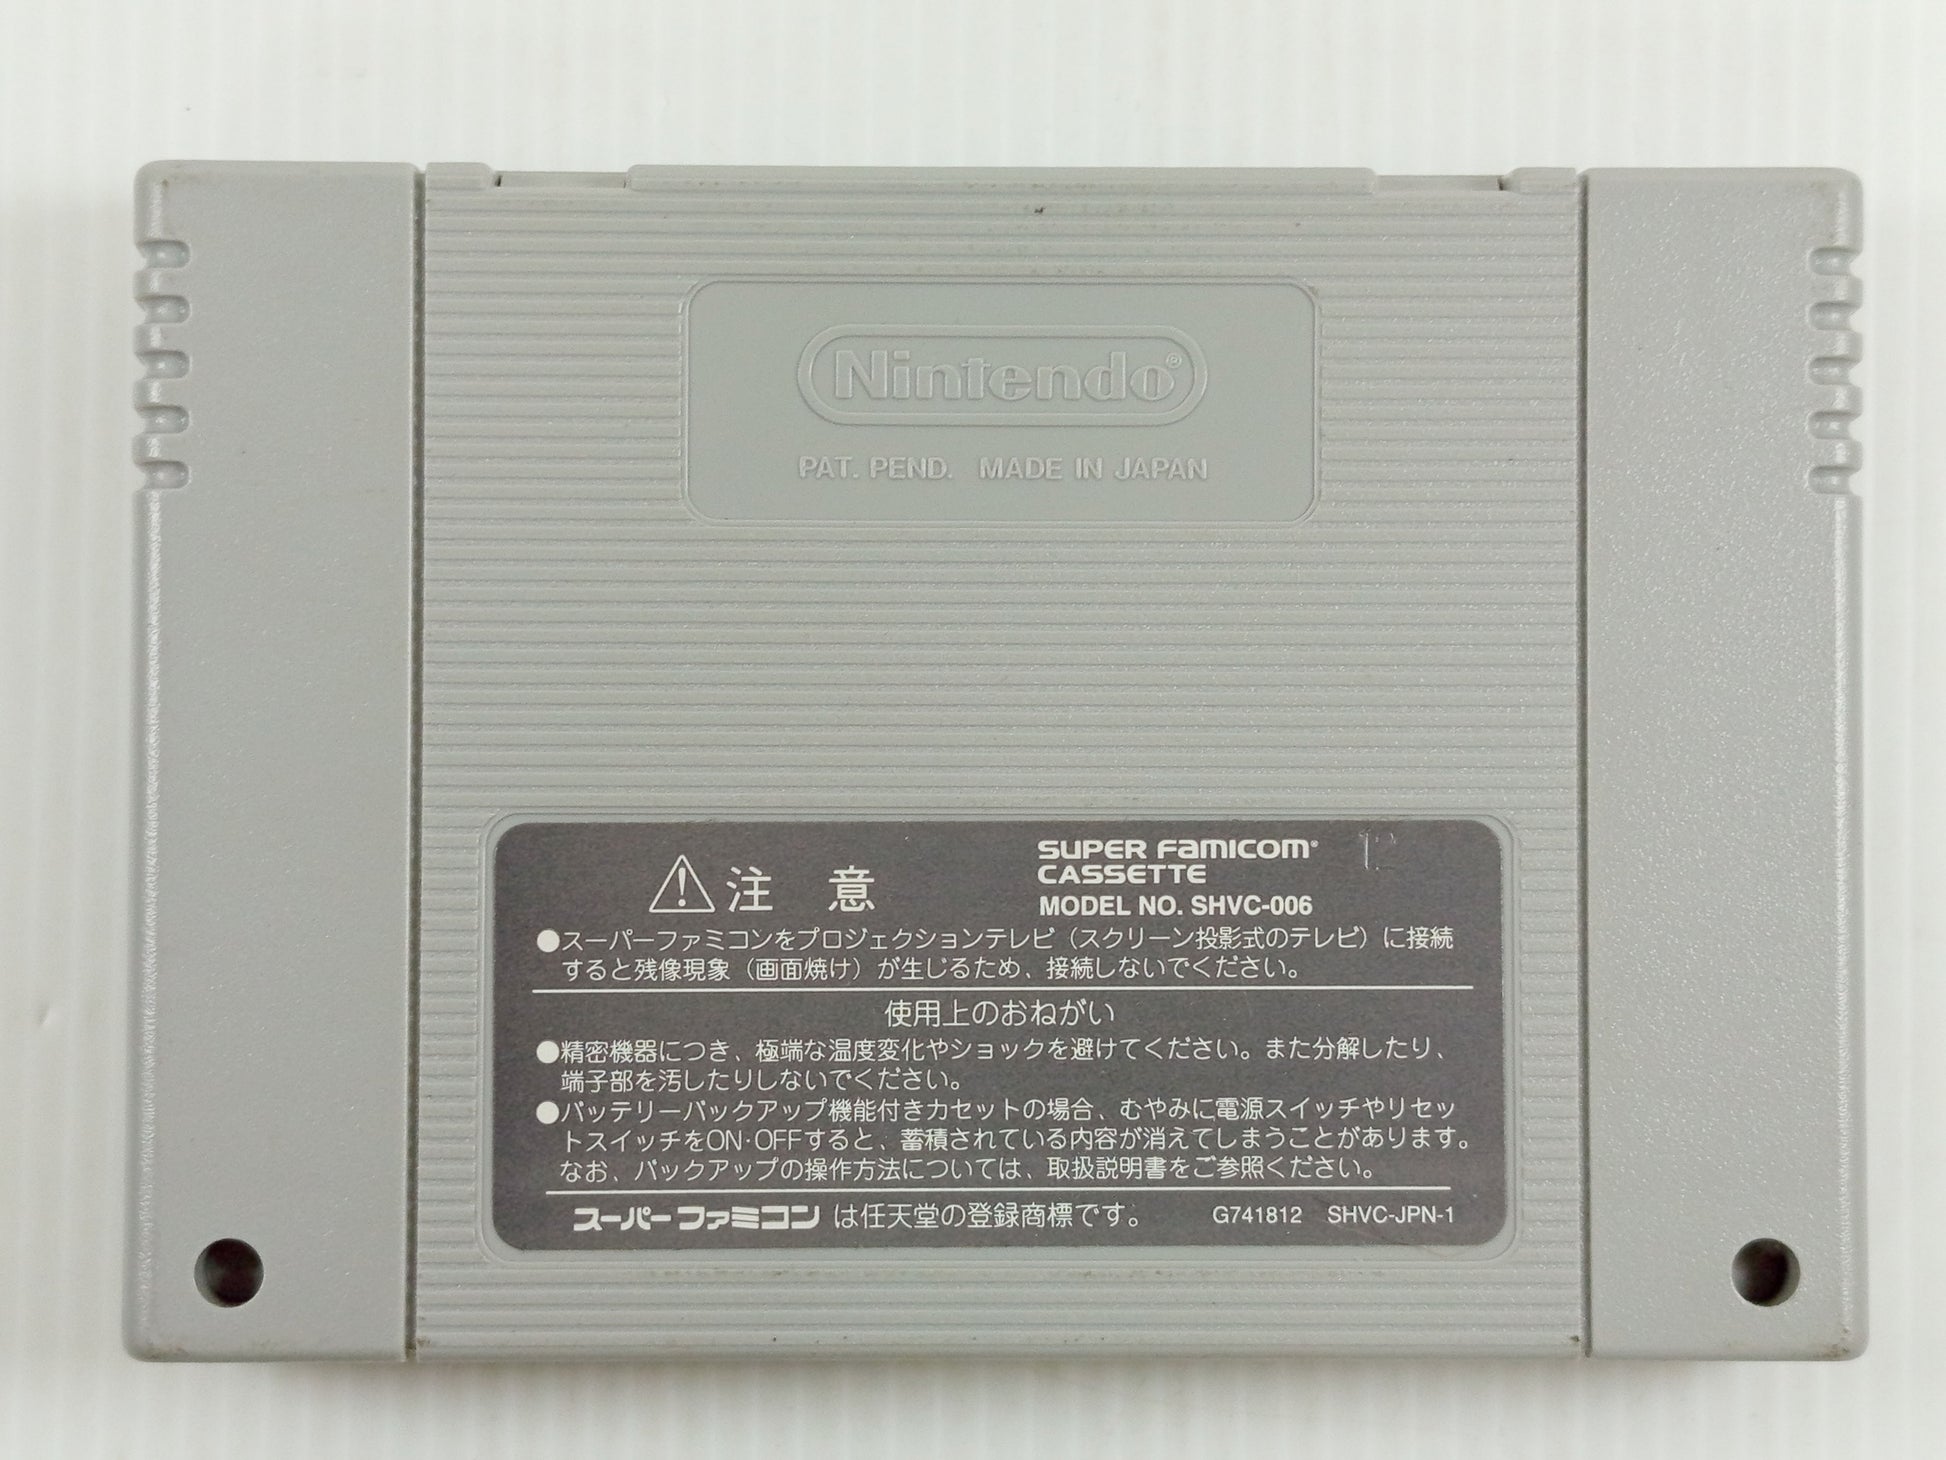 Nintendo®
PAT. PEND. MADE IN JAPAN
⚠注 意
SUPER FAMICOM®
CASSETTE
MODEL NO. SHVC-006
●スーパーファミコンをプロジェクションテレビ（スクリーン投影式のテレビ）に接続
すると残像現象（画面焼け）が生じるため、接続しないでください。
使用上のおねがい
●精密機器につき、極端な温度変化やショックを避けてください。また分解したり、
端子部を汚したりしないでください。
●バッテリーバックアップ機能付きカセットの場合、むやみに電源スイッチやリセッ
トスイッチをON·OFFすると、蓄積されている内容が消えてしまうことがあります。
なお、バックアップの操作方法については、取扱説明書をご参照ください。
スーパーファミコン は任天堂の登録商標です。 G741812 SHVC-JPN-1